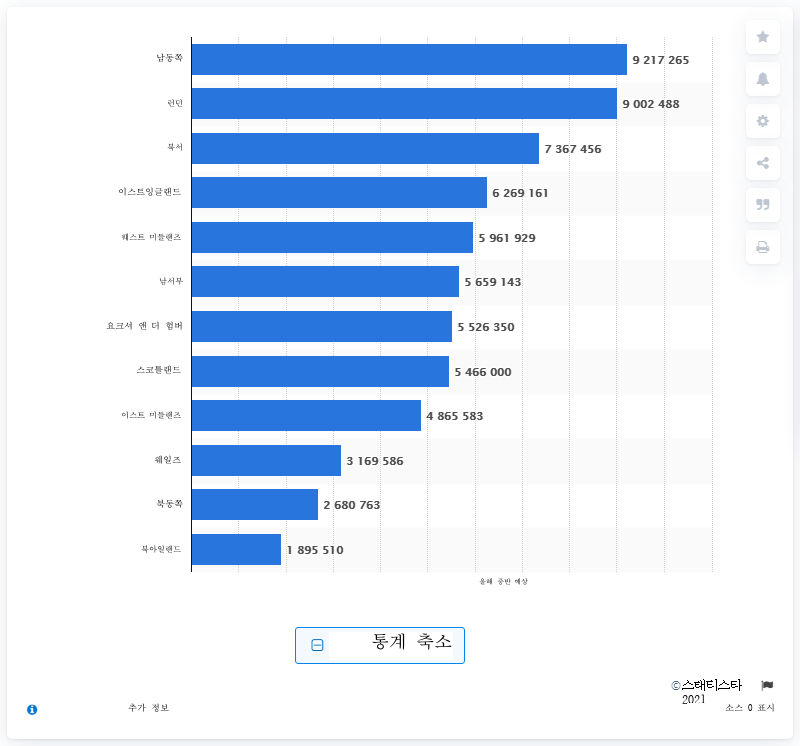 남동쪽 9 217 265
런던 9 002 488
북서 7 367 456
이스트잉글랜드 6 269 161
웨스트 미들랜즈 5 961 929
남서부 5 659 143
요크셔 앤 더 험버 5 526 350
스코틀랜드 5 466 000
이스트 미들랜즈 4 865 583
웨일즈 3 169 586
북동쪽 2 680 763
북아일랜드 1 895 510
올해 중반 예상
통계 축소
©스태티스타
2021
추가 정보 소스 0 표시